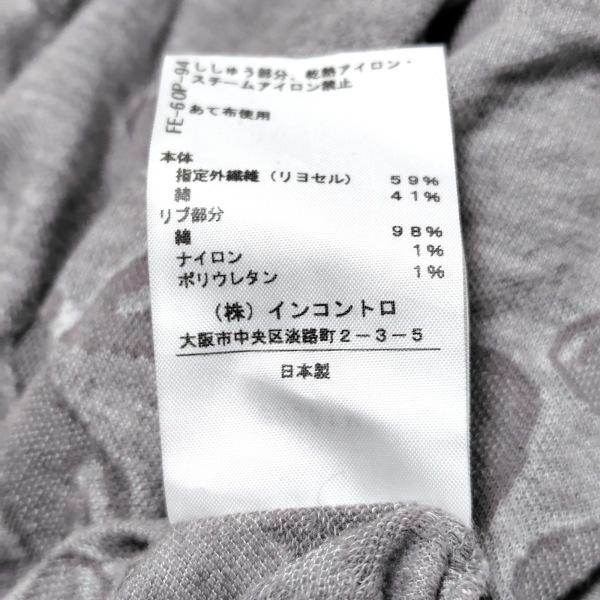 FE-60P-94
ししゅう部分、乾熱アイロン・
スチームアイロン禁止
あて布使用
本体
指定外繊維（リヨセル） 59%
綿 41%
リブ部分
綿 98%
ナイロン 1%
ポリウレタン 1%
（株）インコントロ
大阪市中央区淡路町2-3-5
日本製